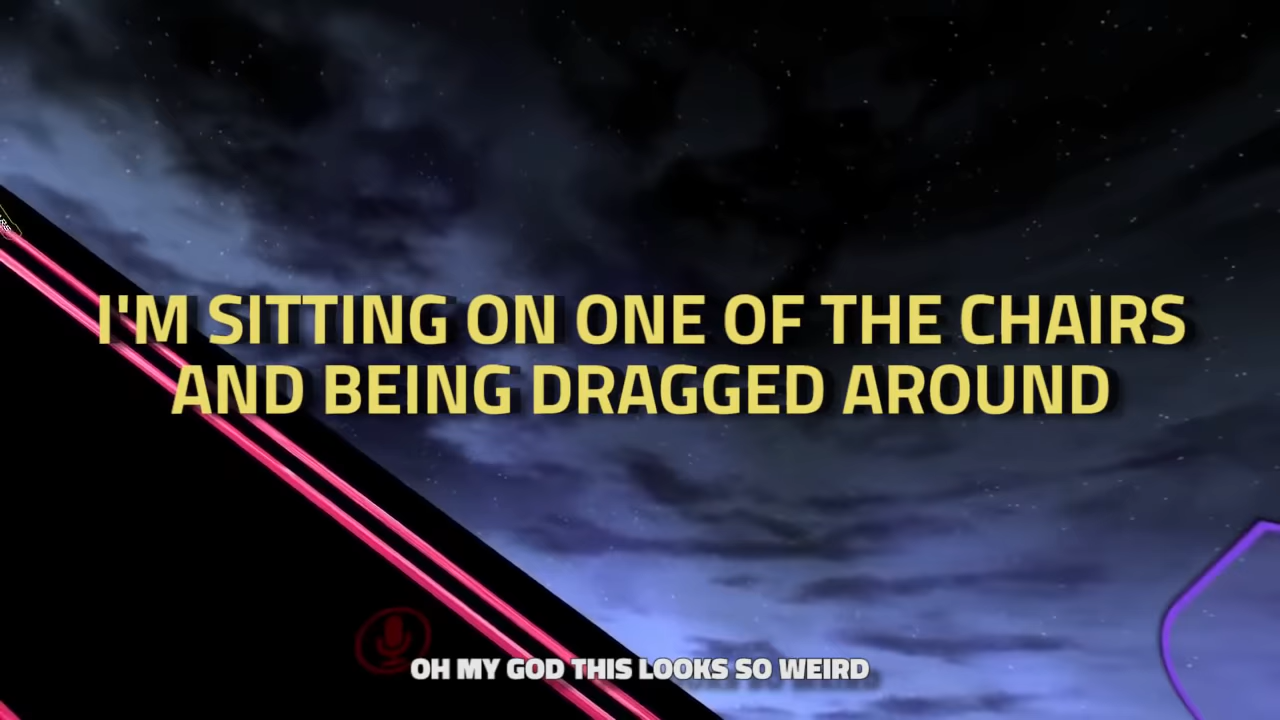 I'M SITTING ON ONE OF THE CHAIRS
AND BEING DRAGGED AROUND
OH MY GOD THIS LOOKS SO WEIRD